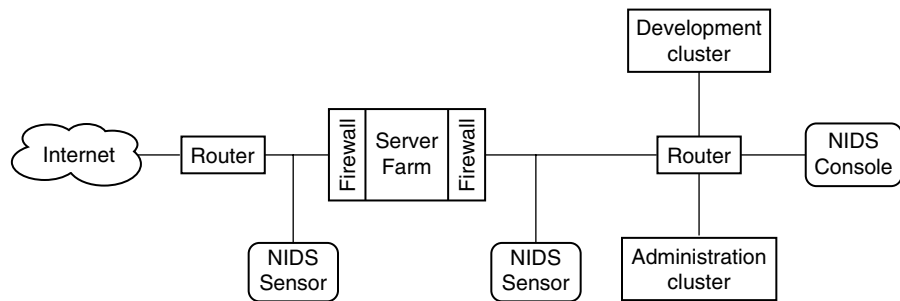 Development
cluster
Internet
Router
Firewall
Server
Farm
Firewall
Router
NIDS
Console
NIDS
Sensor
NIDS
Sensor
Administration
cluster